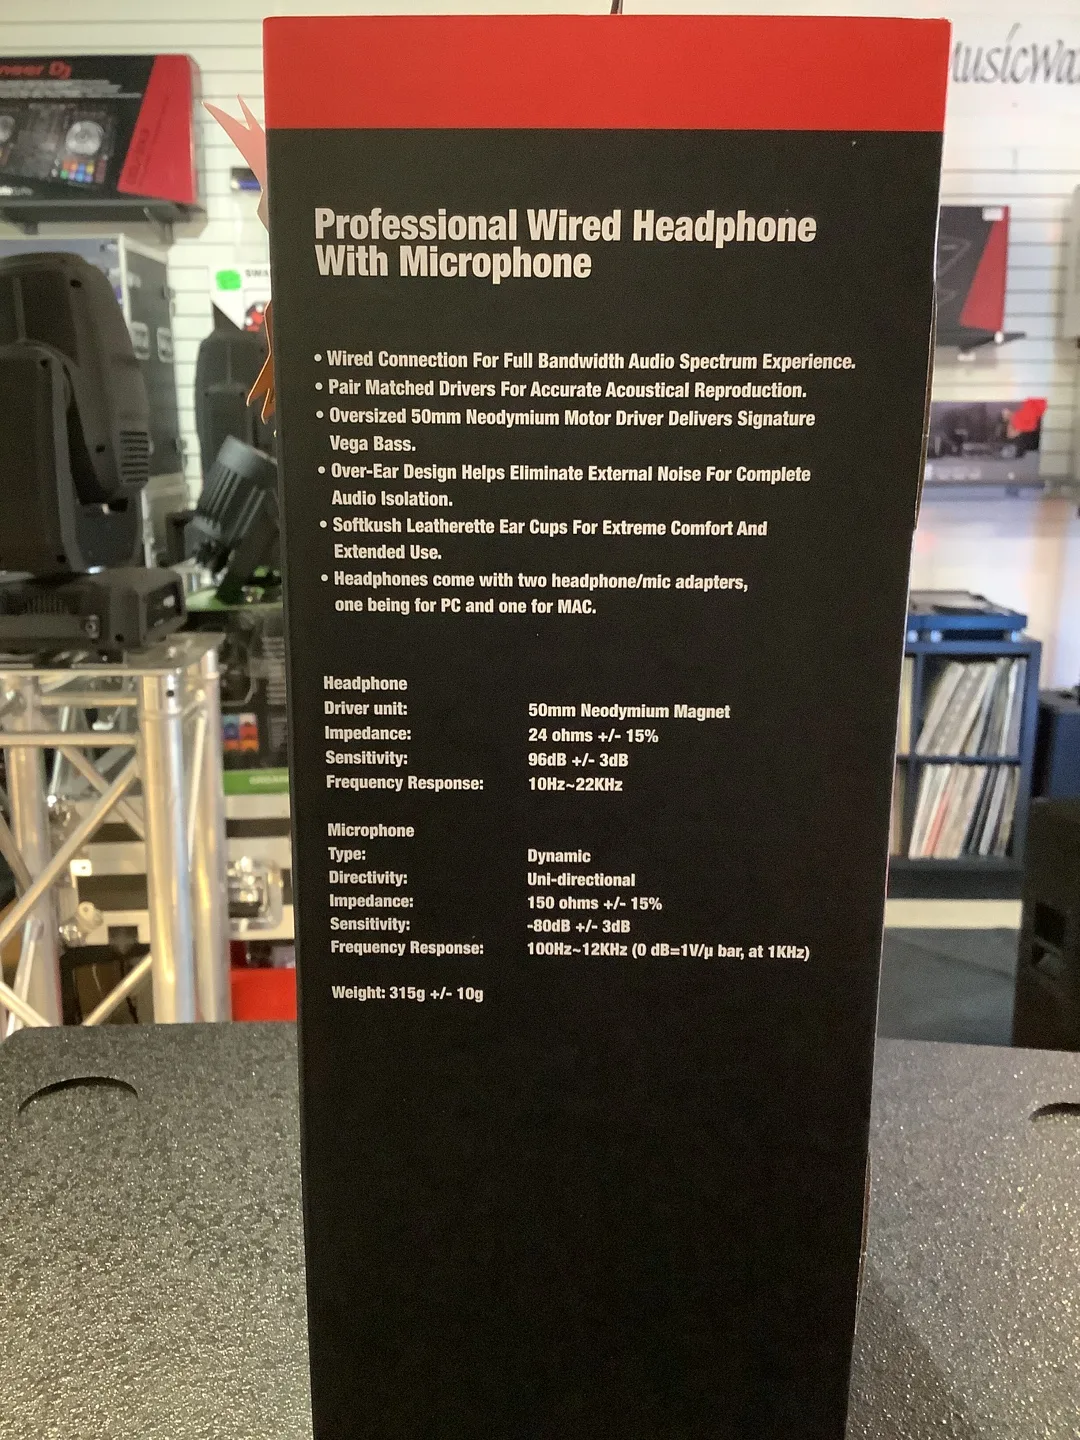 Professional Wired Headphone
With Microphone
• Wired Connection For Full Bandwidth Audio Spectrum Experience.
• Pair Matched Drivers For Accurate Acoustical Reproduction.
• Oversized 50mm Neodymium Motor Driver Delivers Signature
Vega Bass.
• Over-Ear Design Helps Eliminate External Noise For Complete
Audio Isolation.
• Softkush Leatherette Ear Cups For Extreme Comfort And
Extended Use.
• Headphones come with two headphone/mic adapters,
one being for PC and one for MAC.
Headphone
Driver unit: 50mm Neodymium Magnet
Impedance: 24 ohms +/- 15%
Sensitivity: 96dB +/- 3dB
Frequency Response: 10Hz~22KHz
Microphone
Type: Dynamic
Directivity: Uni-directional
Impedance: 150 ohms +/- 15%
Sensitivity: -80dB +/- 3dB
Frequency Response: 100Hz~12KHz (0 dB=1V/μ bar, at 1KHz)
Weight: 315g +/- 10g